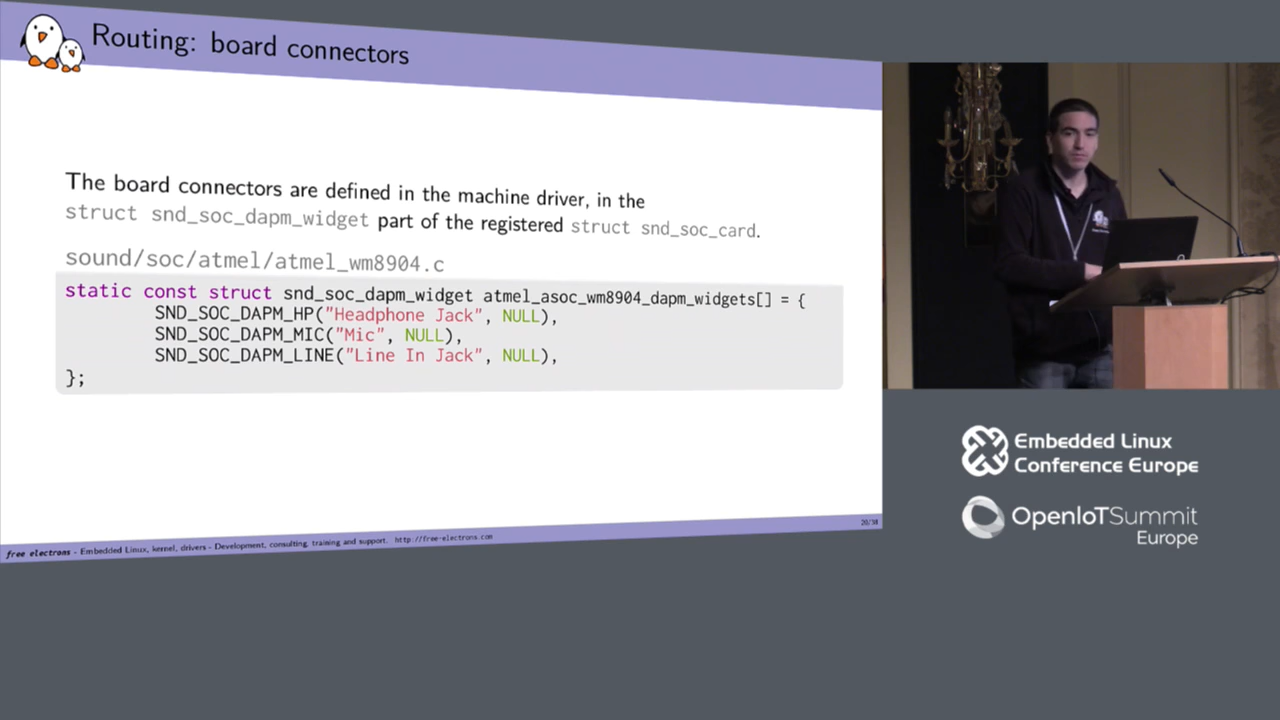 Routing: board connectors
The board connectors are defined in the machine driver, in the
struct snd_soc_dapm_widget part of the registered struct snd_soc_card.
sound/soc/atmel/atmel_wm8904.c
static const struct snd_soc_dapm_widget atmel_asoc_wm8904_dapm_widgets[] = {
SND_SOC_DAPM_HP("Headphone Jack", NULL),
SND_SOC_DAPM_MIC("Mic", NULL),
SND_SOC_DAPM_LINE("Line In Jack", NULL),
};
free electrons - Embedded Linux, kernel, drivers - Development, consulting, training and support. http://free-electrons.com
20/38
Embedded Linux
Conference Europe
OpenIoTSummit
Europe